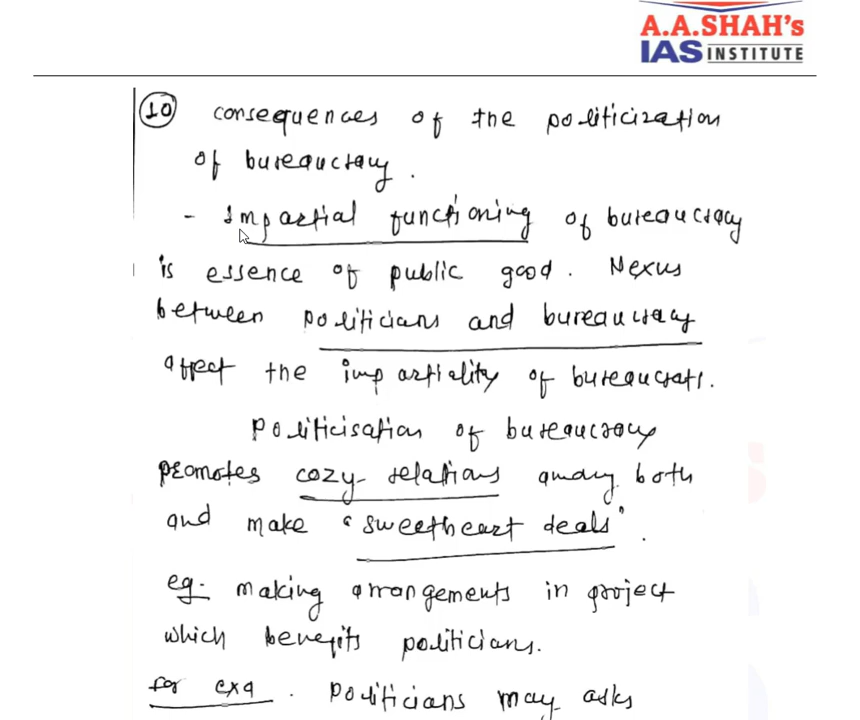 A.A.SHAH's
IAS INSTITUTE
10 consequences of the politicization
of bureaucracy.
- Impartial functioning of bureaucracy
is essence of public good. Nexus
between politicians and bureaucracy
affect the impartiality of bureaucrats.
Politicisation of bureaucracy
promotes cozy relations among both
and make "sweetheart deals".
eg. making arrangements in project
which benefits politicians.
for exa. politicians may asks